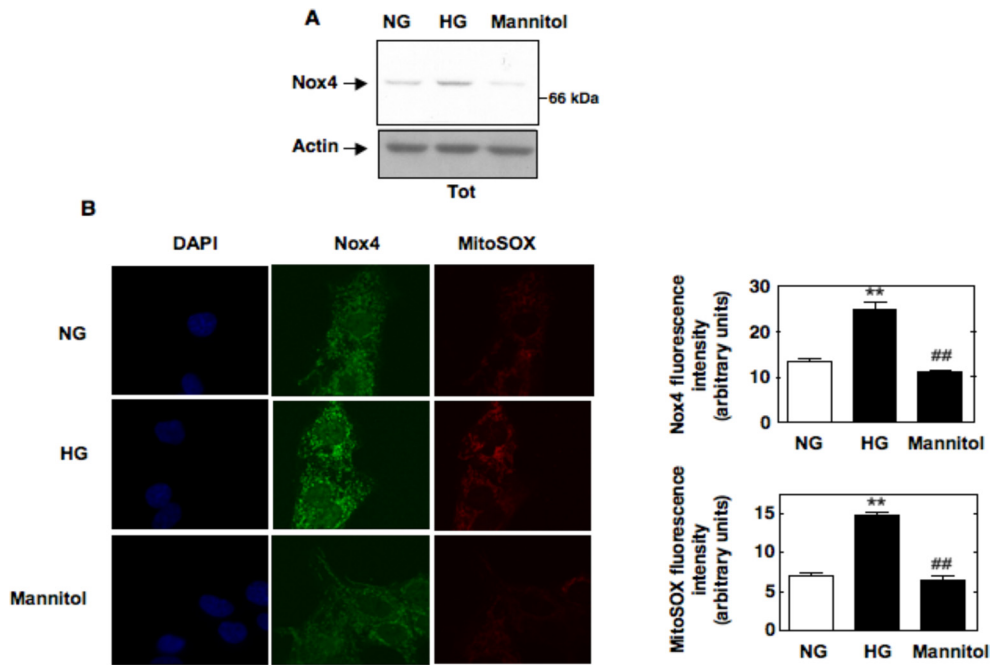 A
NG HG Mannitol
Nox4
66 kDa
Actin
Tot
B
DAPI Nox4 MitoSOX
NG
HG
Mannitol
Nox4 fluorescence
intensity
(arbitrary units)
30
20
10
0
**
##
NG HG Mannitol
MitoSOX fluorescence
intensity
(arbitrary units)
15
10
5
0
**
##
NG HG Mannitol